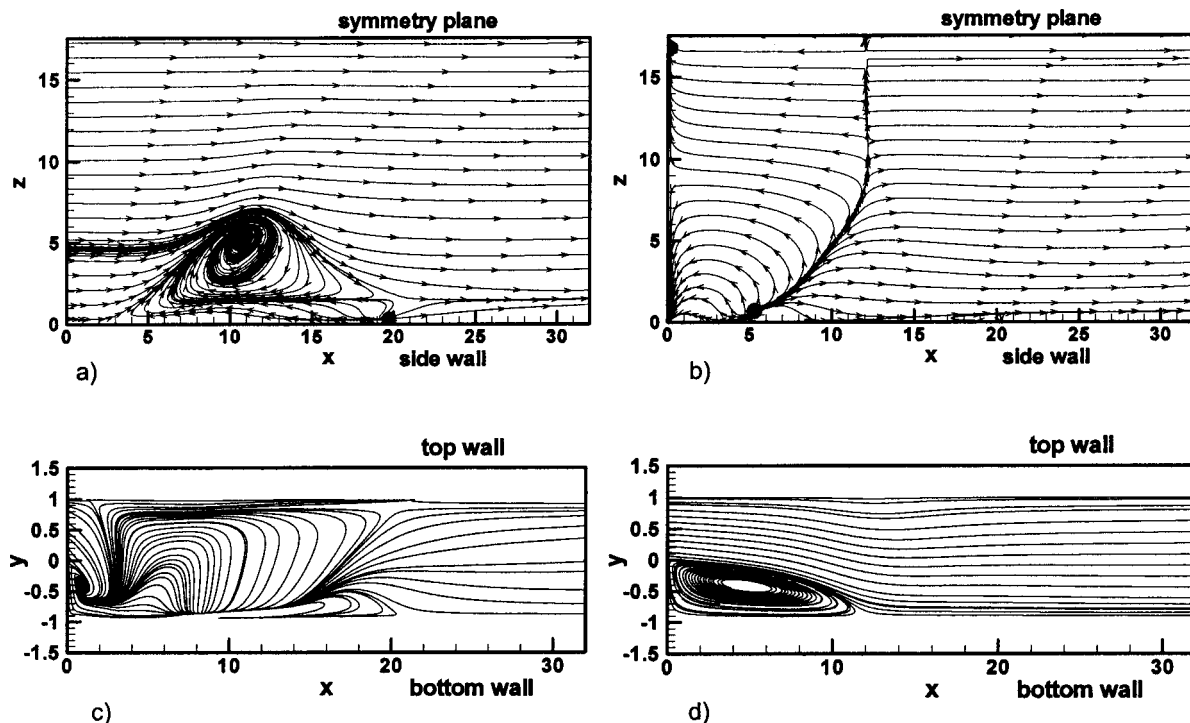 symmetry plane
15
10
z
5
0
0 5 10 15 20 25 30
x side wall
a)
symmetry plane
15
10
z
5
0
0 5 10 15 20 25 30
x side wall
b)
top wall
1.5
1
0.5
y 0
-0.5
-1
-1.5
0 10 20 30
x bottom wall
c)
top wall
1.5
1
0.5
y 0
-0.5
-1
-1.5
0 10 20 30
x bottom wall
d)